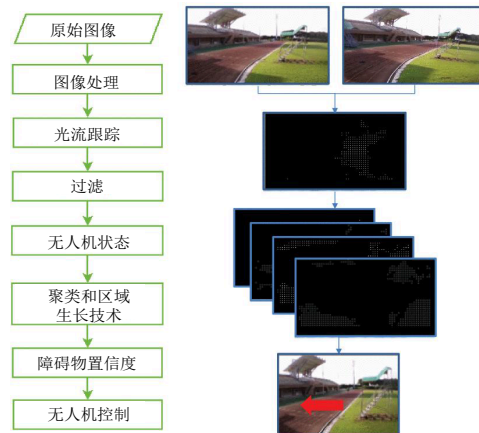 原始图像
图像处理
光流跟踪
过滤
无人机状态
聚类和区域
生长技术
障碍物置信度
无人机控制